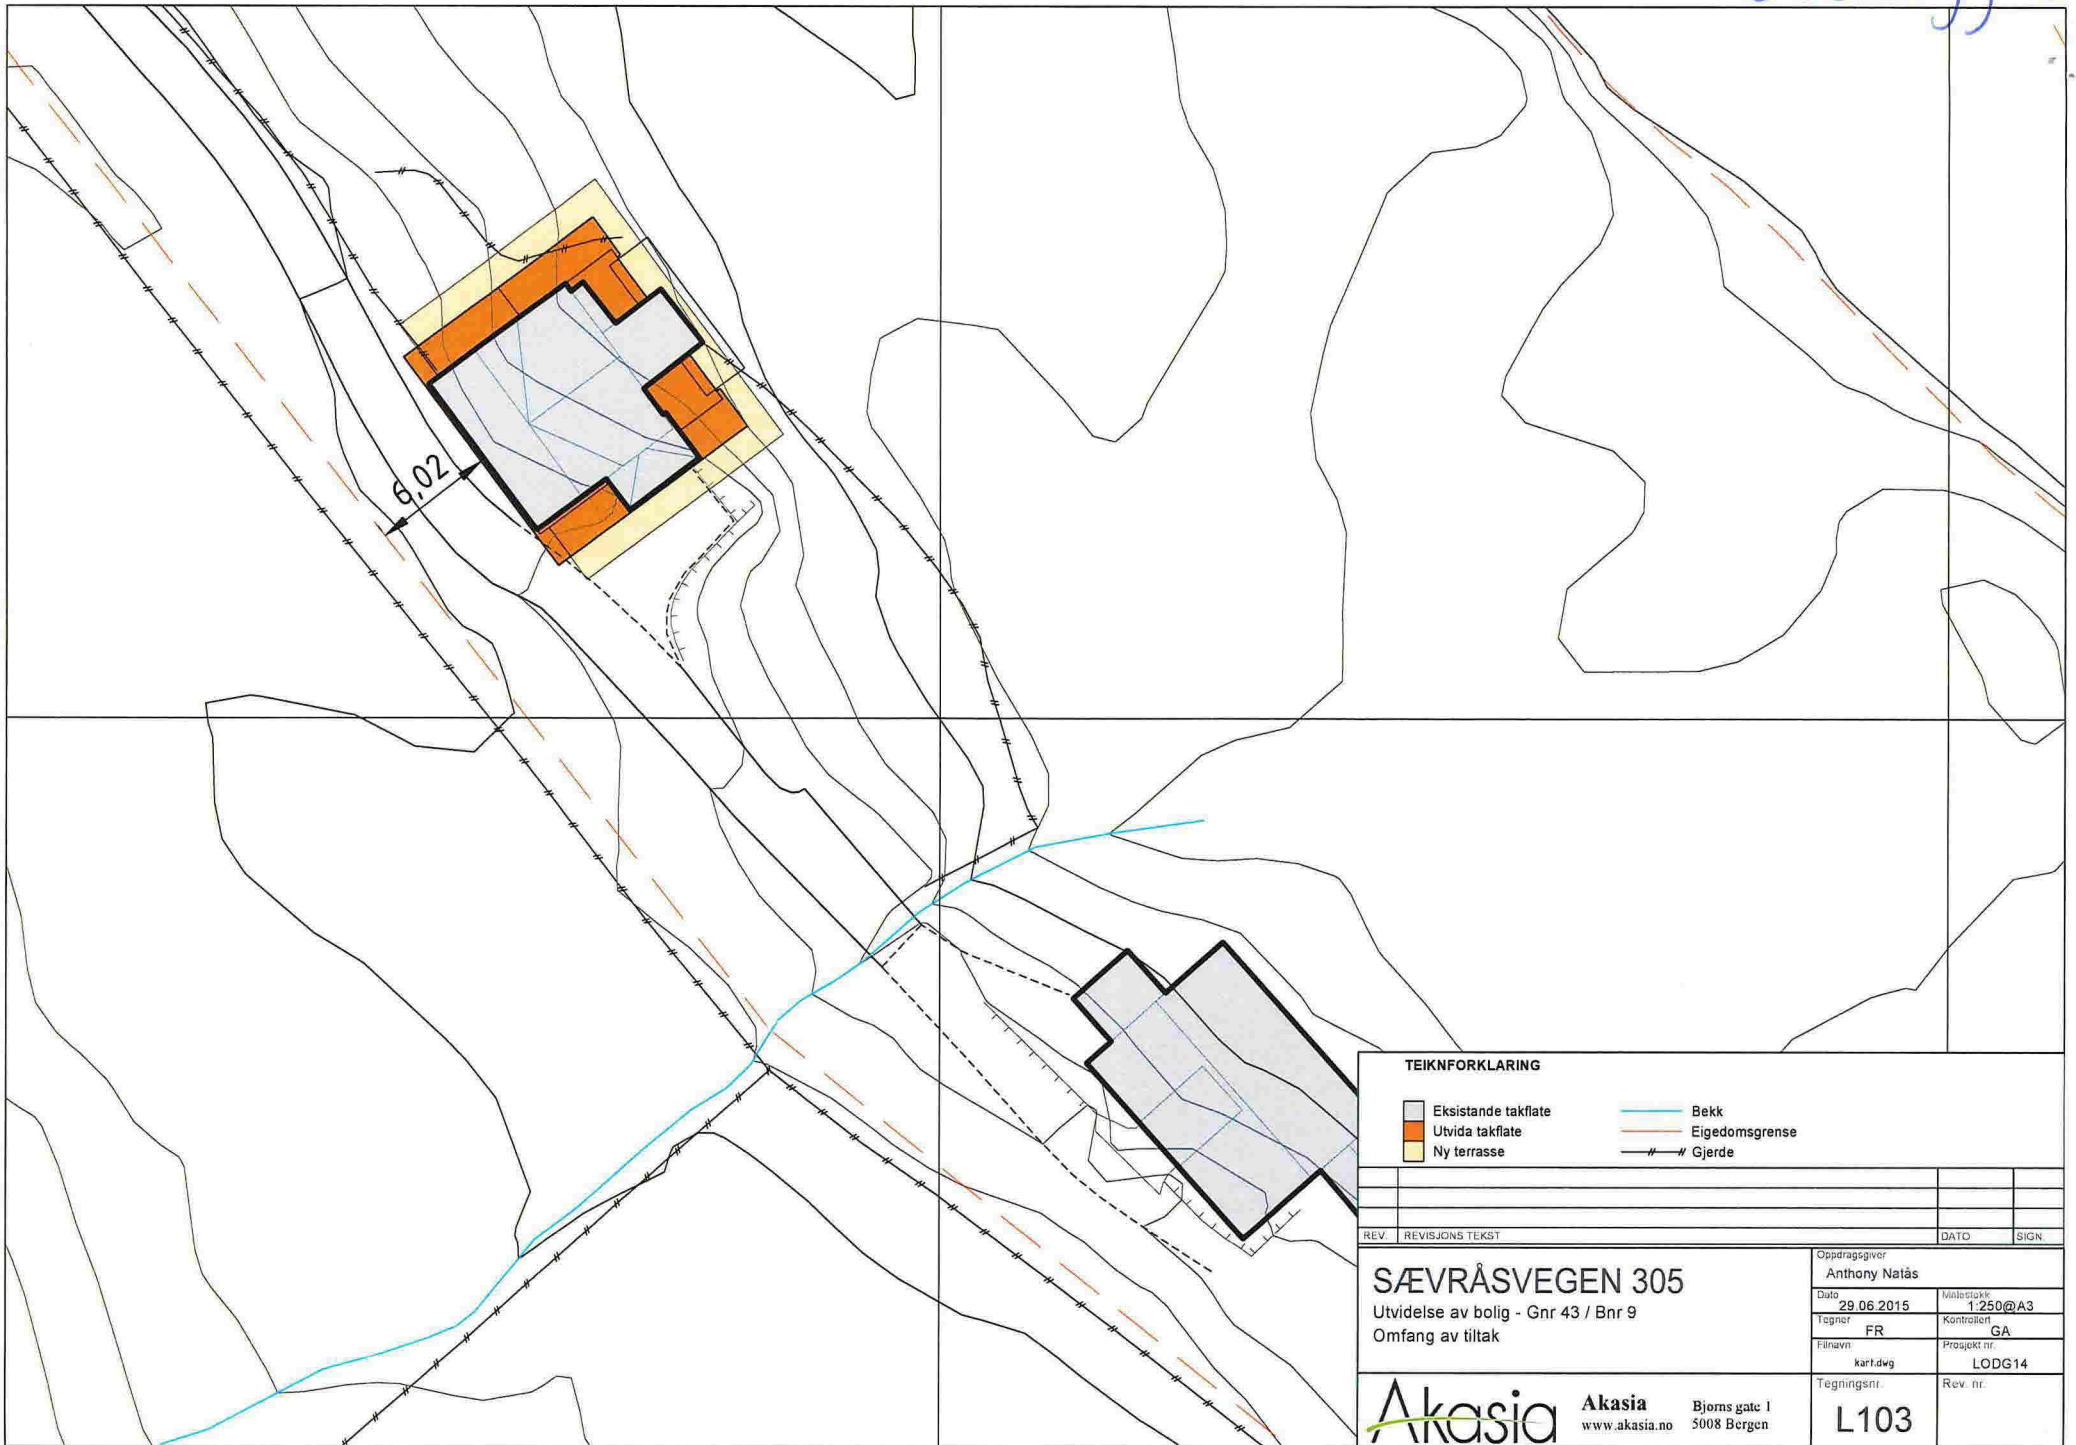 6,02
TEIKNFORKLARING
Eksistande takflate
Utvida takflate
Ny terrasse
Bekk
Eigedomsgrense
Gjerde
REV. REVISJONS TEKST DATO SIGN.
SÆVRÅSVEGEN 305
Utvidelse av bolig - Gnr 43 / Bnr 9
Omfang av tiltak
Oppdragsgiver
Anthony Natås
Dato
29.06.2015
Målestokk
1:250@A3
Tegner
FR
Kontrollert
GA
Filnavn
kart.dwg
Prosjekt nr.
LODG14
Tegningsnr.
L103
Rev. nr.
Akasia
Akasia
www.akasia.no
Bjørns gate 1
5008 Bergen